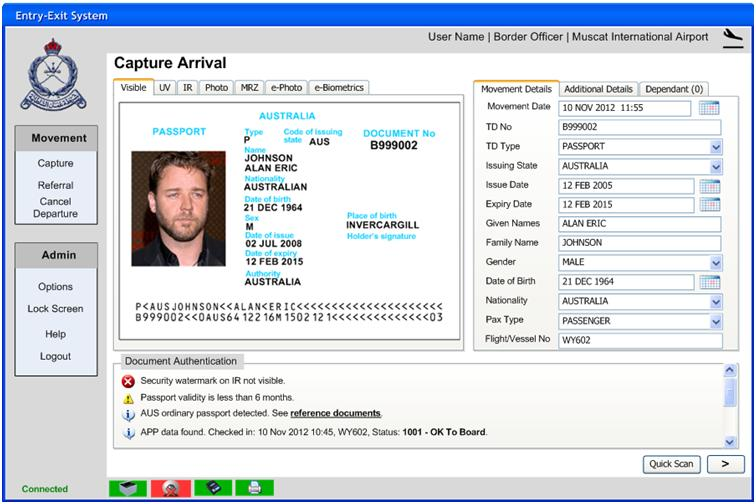 Entry-Exit System
User Name | Border Officer | Muscat International Airport
Capture Arrival
Movement
Capture
Referral
Cancel
Departure
Admin
Options
Lock Screen
Help
Logout
Visible UV IR Photo MRZ e-Photo e-Biometrics
AUSTRALIA
PASSPORT
Type
P
Code of Issuing
state AUS
DOCUMENT No
B999002
Name
JOHNSON
ALAN ERIC
Nationality
AUSTRALIAN
Date of birth
21 DEC 1964
Sex
M
Place of birth
INVERCARGILL
Date of issue
02 JUL 2008
Holder's signature
Date of expiry
12 FEB 2015
Authority
AUSTRALIA
P<AUSJOHNSON<<ALAN<ERIC<<<<<<<<<<<<<<<<<<<<<
B999002<<0AUS6412216M1502121<<<<<<<<<<<<<<03
Movement Details Additional Details Dependant (0)
Movement Date 10 NOV 2012 11:55
TD No B999002
TD Type PASSPORT
Issuing State AUSTRALIA
Issue Date 12 FEB 2005
Expiry Date 12 FEB 2015
Given Names ALAN ERIC
Family Name JOHNSON
Gender MALE
Date of Birth 21 DEC 1964
Nationality AUSTRALIA
Pax Type PASSENGER
Flight/Vessel No WY602
Document Authentication
Security watermark on IR not visible.
Passport validity is less than 6 months.
AUS ordinary passport detected. See reference documents.
APP data found. Checked in: 10 Nov 2012 10:45, WY602, Status: 1001 - OK To Board.
Quick Scan >
Connected